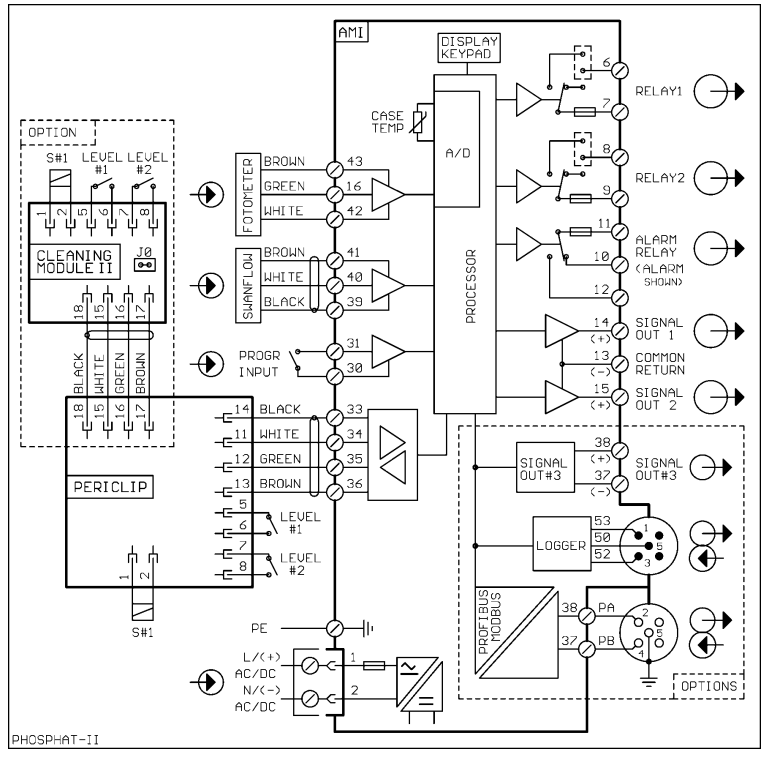 AMI
DISPLAY
KEYPAD
6
RELAY1
7
CASE
TEMP
A/D
OPTION
S#1
LEVEL
#1
LEVEL
#2
1
2
5
6
7
8
CLEANING
MODULE II
J0
18
15
16
17
BLACK
WHITE
GREEN
BROWN
18
15
16
17
FOTOMETER
BROWN
43
GREEN
16
WHITE
42
8
RELAY2
9
SWANFLOW
BROWN
41
WHITE
40
BLACK
39
PROCESSOR
11
ALARM
RELAY
10
(ALARM
SHOWN)
12
PROGR
INPUT
31
30
14
(+)
SIGNAL
OUT 1
13
(-)
COMMON
RETURN
15
(+)
SIGNAL
OUT 2
PERICLIP
14
BLACK
33
11
WHITE
34
12
GREEN
35
13
BROWN
36
5
6
LEVEL
#1
7
8
LEVEL
#2
1
2
S#1
SIGNAL
OUT#3
38
(+)
37
(-)
SIGNAL
OUT#3
LOGGER
53
50
52
1
5
3
PROFIBUS
MODBUS
38
PA
37
PB
2
5
4
OPTIONS
PE
L/(+)
AC/DC
1
N/(-)
AC/DC
2
PHOSPHAT-II